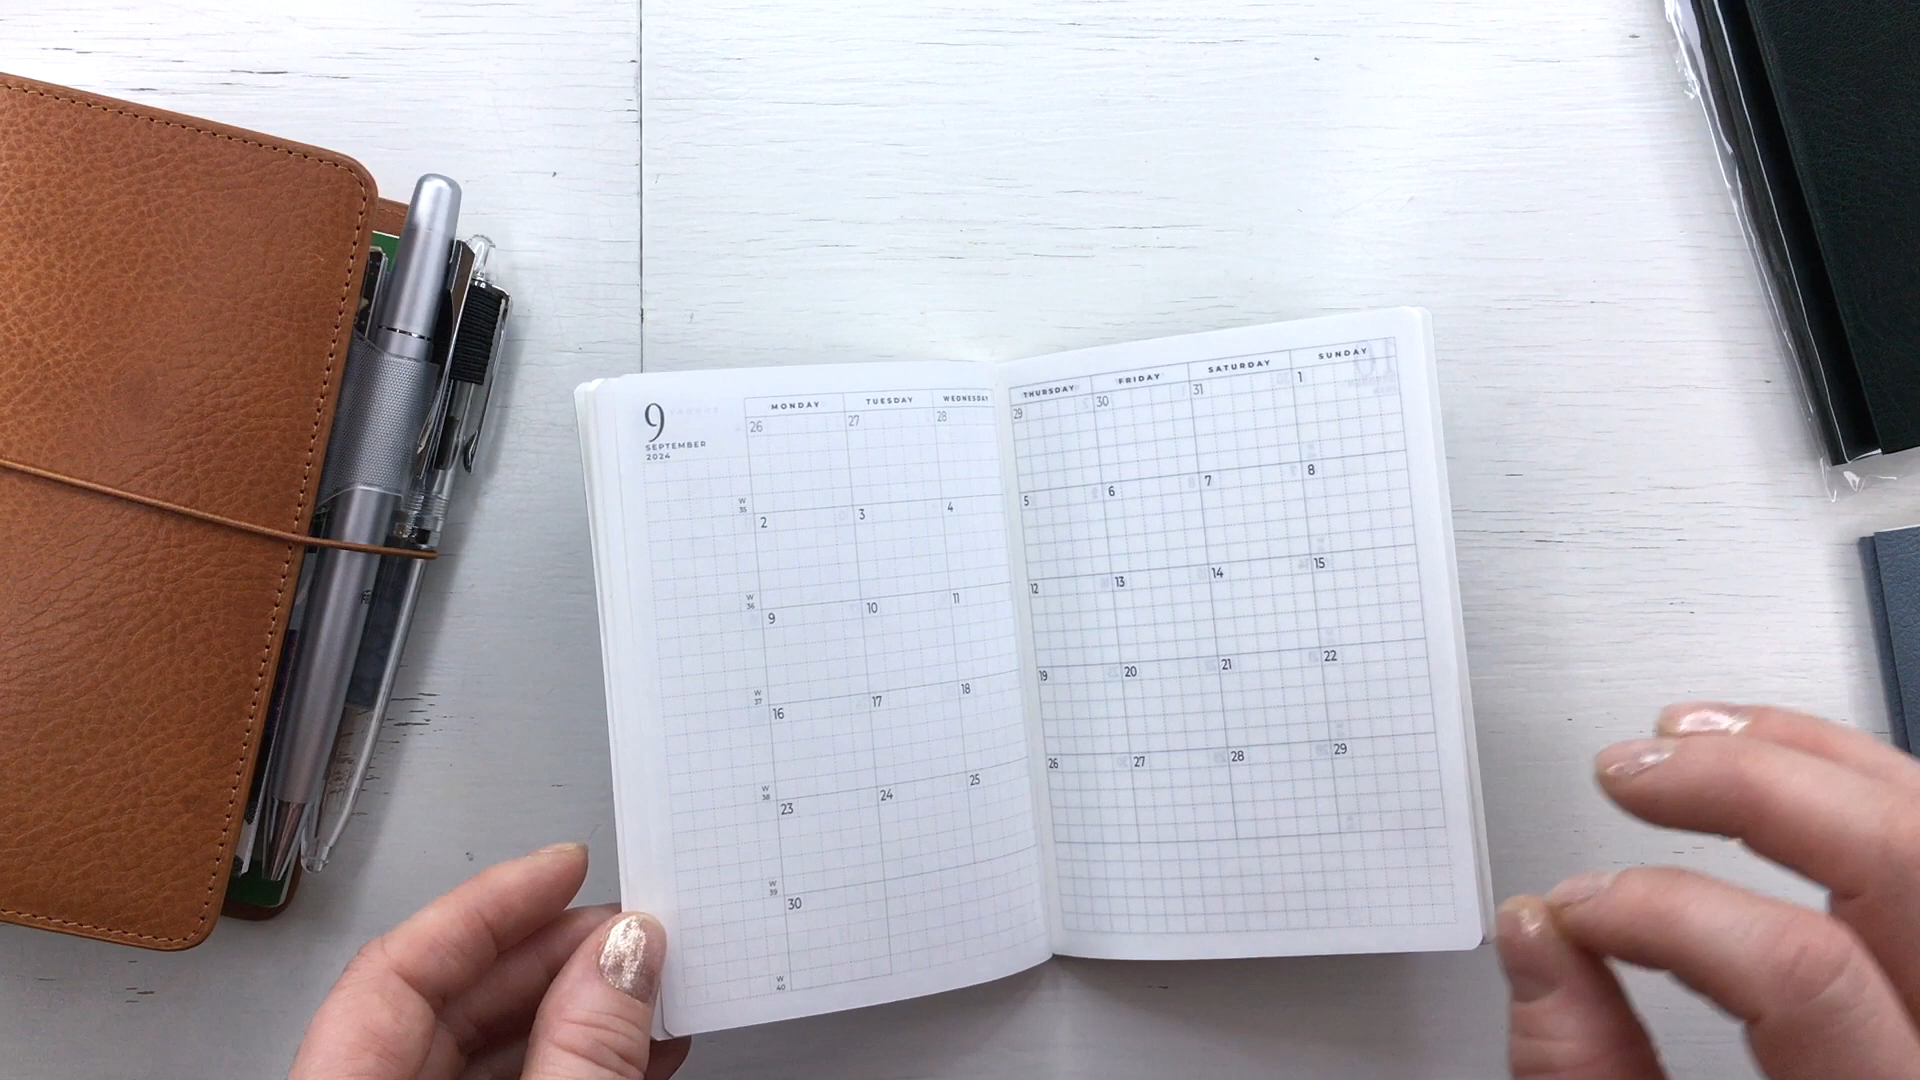 9
SEPTEMBER
2024
MONDAY TUESDAY WEDNESDAY THURSDAY FRIDAY SATURDAY SUNDAY
26 27 28 29 30 31 1
W
35
2 3 4 5 6 7 8
W
36
9 10 11 12 13 14 15
W
37
16 17 18 19 20 21 22
W
38
23 24 25 26 27 28 29
W
39
30
W
40